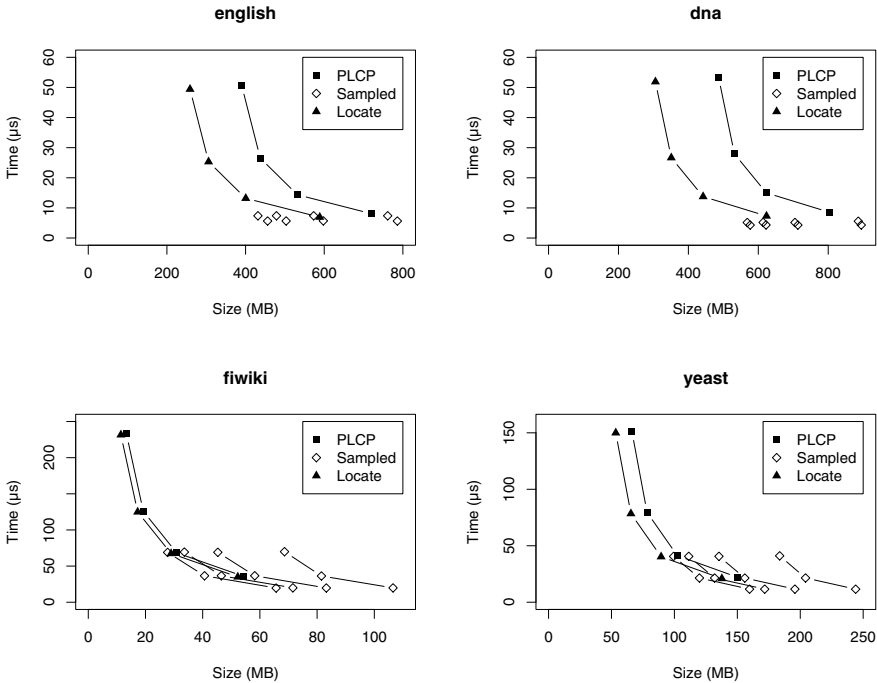 english
Time (µs)
0 10 20 30 40 50 60
PLCP
Sampled
Locate
0 200 400 600 800
Size (MB)
dna
Time (µs)
0 10 20 30 40 50 60
PLCP
Sampled
Locate
0 200 400 600 800
Size (MB)
fiwiki
Time (µs)
0 50 100 200
PLCP
Sampled
Locate
0 20 40 60 80 100
Size (MB)
yeast
Time (µs)
0 50 100 150
PLCP
Sampled
Locate
0 50 100 150 200 250
Size (MB)